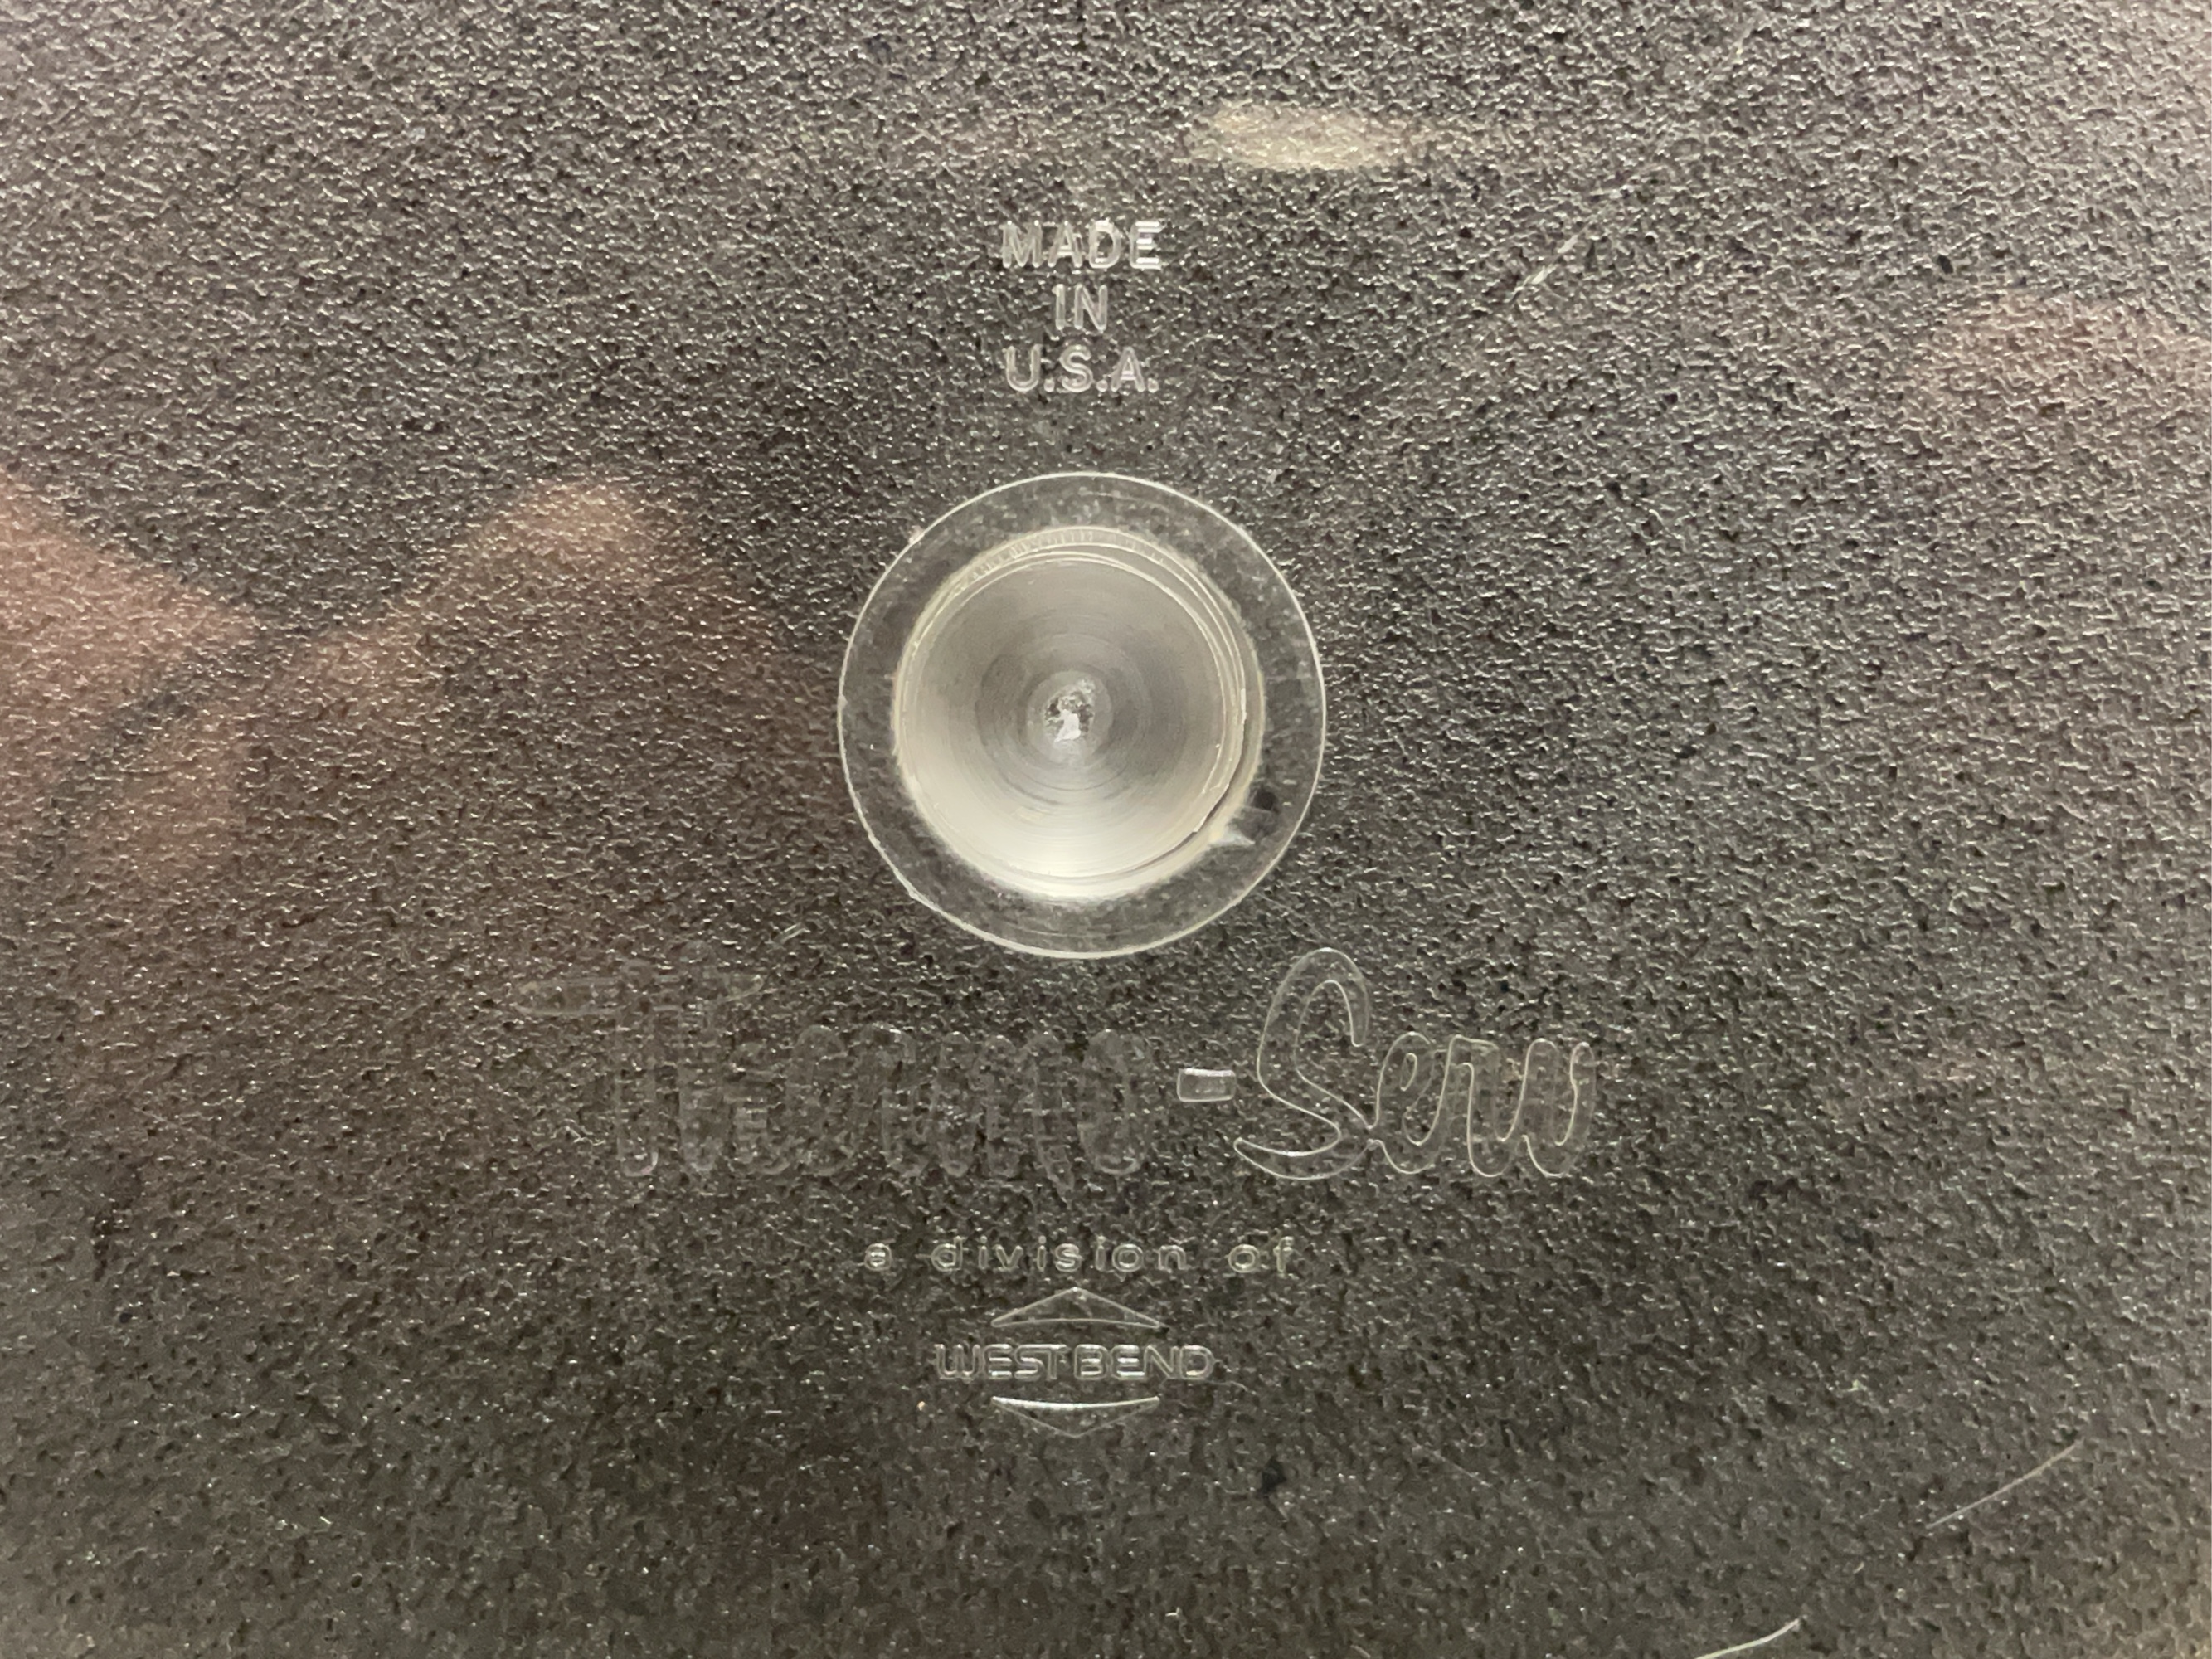 MADE
IN
U.S.A.
Thermo-Serv
a division of
WEST BEND